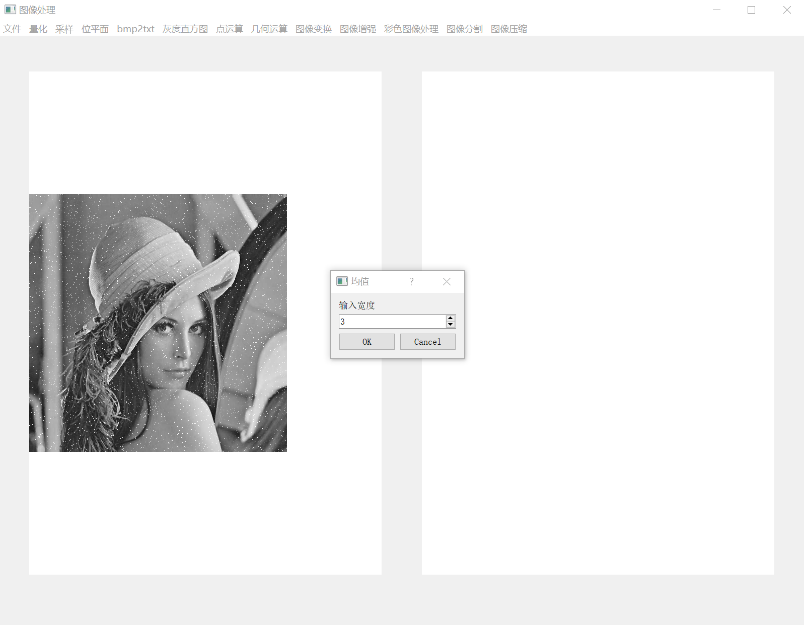 图像处理
文件 量化 采样 位平面 bmp2txt 灰度直方图 点运算 几何运算 图像变换 图像增强 彩色图像处理 图像分割 图像压缩
均值 ?
输入宽度
3
OK Cancel